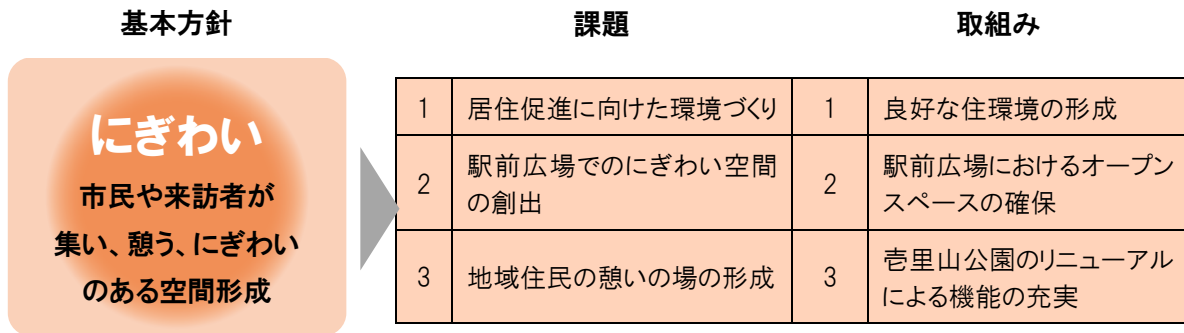 基本方針
課題
取組み
にぎわい
市民や来訪者が
集い、憩う、にぎわい
のある空間形成
1
居住促進に向けた環境づくり
1
良好な住環境の形成
2
駅前広場でのにぎわい空間
の創出
2
駅前広場におけるオープン
スペースの確保
3
地域住民の憩いの場の形成
3
壱里山公園のリニューアル
による機能の充実